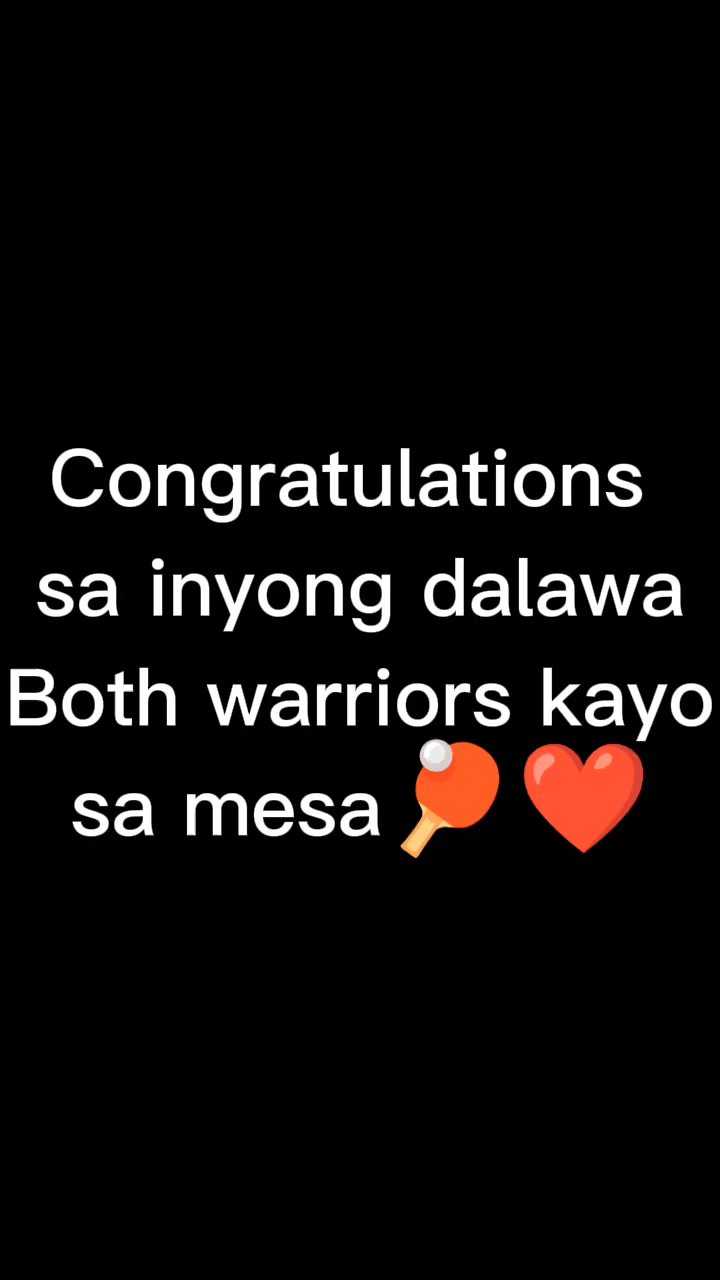 Congratulations
sa inyong dalawa
Both warriors kayo
sa mesa🏓❤️